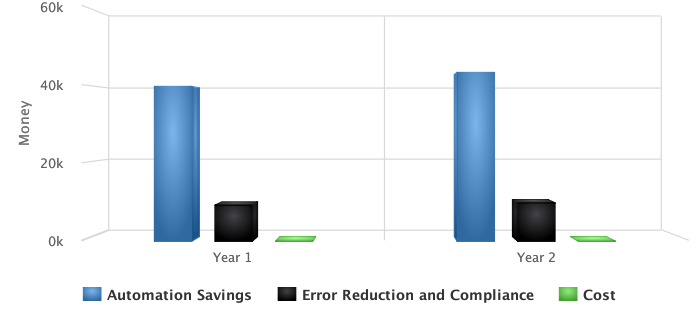 60k
40k
20k
0k
Money
Year 1 Year 2
Automation Savings Error Reduction and Compliance Cost